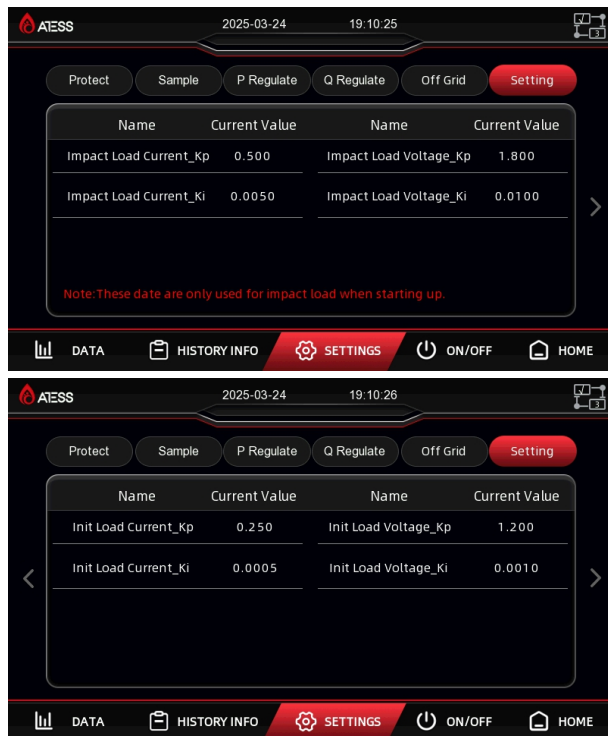 ATESS 2025-03-24 19:10:25
3
Protect Sample P Regulate Q Regulate Off Grid Setting
Name Current Value Name Current Value
Impact Load Current_Kp 0.500 Impact Load Voltage_Kp 1.800
Impact Load Current_Ki 0.0050 Impact Load Voltage_Ki 0.0100
Note:These date are only used for impact load when starting up.
DATA HISTORY INFO SETTINGS ON/OFF HOME
ATESS 2025-03-24 19:10:26
3
Protect Sample P Regulate Q Regulate Off Grid Setting
Name Current Value Name Current Value
Init Load Current_Kp 0.250 Init Load Voltage_Kp 1.200
Init Load Current_Ki 0.0005 Init Load Voltage_Ki 0.0010
DATA HISTORY INFO SETTINGS ON/OFF HOME